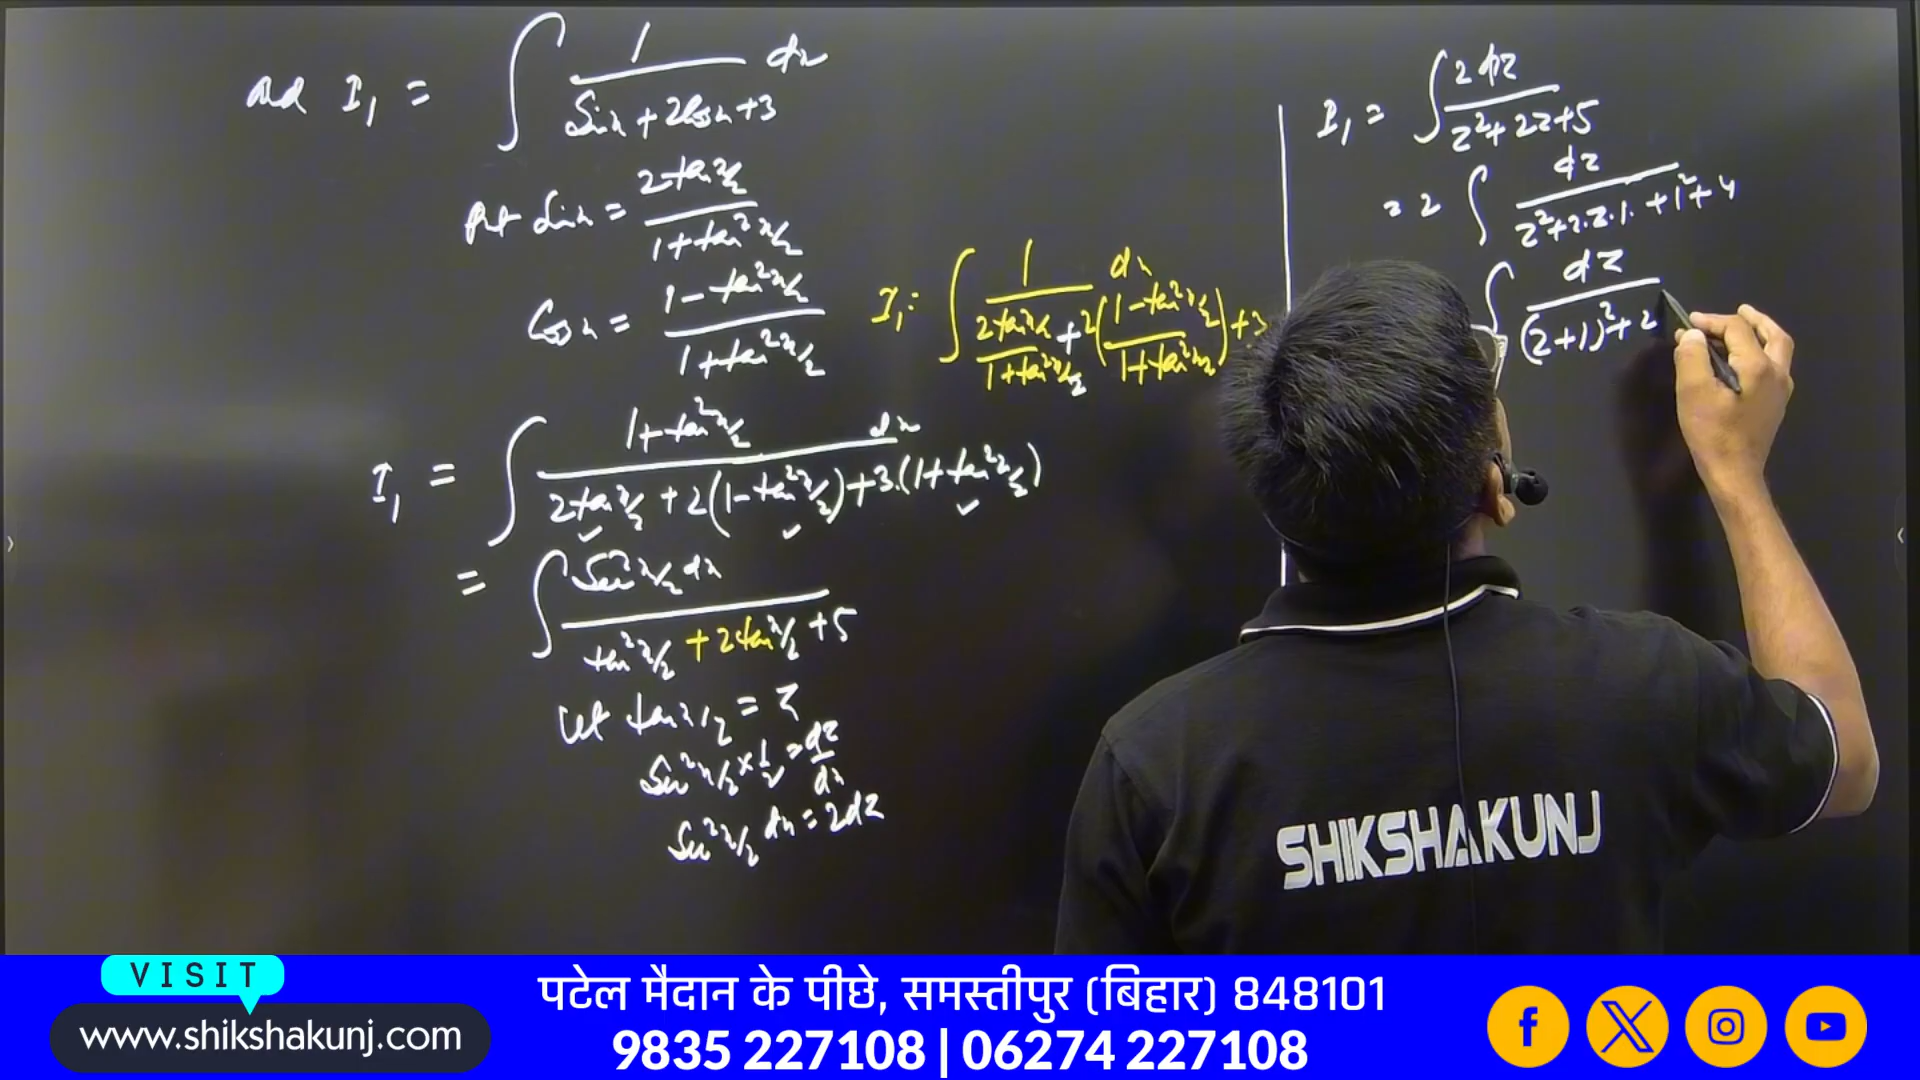 and I₁ = ∫ 1/(Sinx + 2Cosx + 3) dx
Put Sinx = 2tan x/2 / (1 + tan² x/2)
Cosx = (1 - tan² x/2) / (1 + tan² x/2)
I₁ = ∫ 1/(2tan x/2 / (1 + tan² x/2) + 2((1 - tan² x/2)/(1 + tan² x/2)) + 3 dx
I₁ = ∫ (1 + tan² x/2) dx / (2tan x/2 + 2(1 - tan² x/2) + 3.(1 + tan² x/2))
= ∫ Sec² x/2 dx / (tan² x/2 + 2tan x/2 + 5)
Let tan x/2 = z
Sec² x/2 × 1/2 = dz/dx
Sec² x/2 dx = 2dz
I₁ = ∫ 2dz / (z² + 2z + 5)
= 2 ∫ dz / (z² + 2.z.1. + 1² + 4)
∫ dz / ((z + 1)² + 2
SHIKSHAKUNJ
VISIT
www.shikshakunj.com
पटेल मैदान के पीछे, समस्तीपुर (बिहार) 848101
9835 227108 | 06274 227108